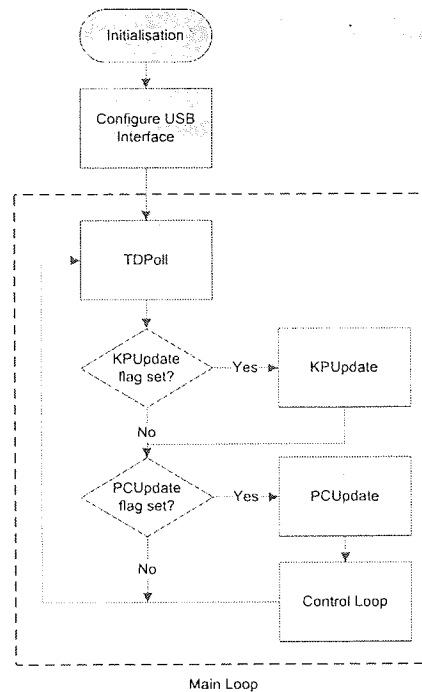 Initialisation
Configure USB
Interface
TDPoll
KPUpdate
flag set?
Yes
KPUpdate
No
PCUpdate
flag set?
Yes
PCUpdate
No
Control Loop
Main Loop